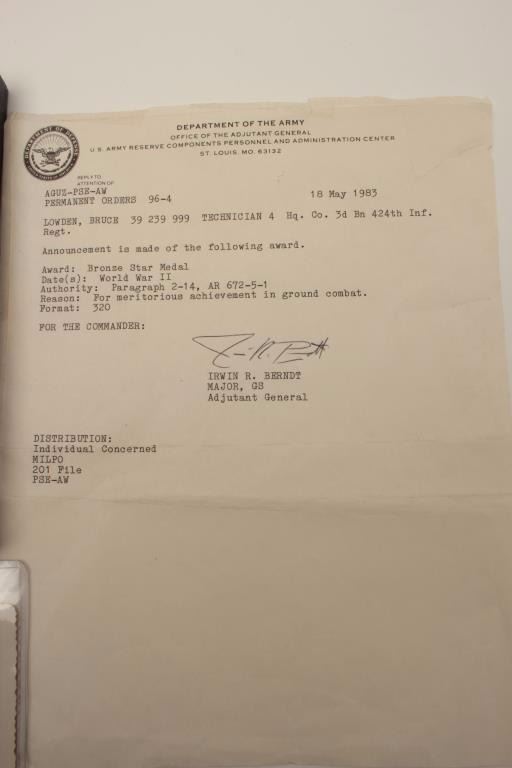 DEPARTMENT OF THE ARMY
OFFICE OF THE ADJUTANT GENERAL
U.S. ARMY RESERVE COMPONENTS PERSONNEL AND ADMINISTRATION CENTER
ST. LOUIS, MO. 63132
REPLY TO
ATTENTION OF
AGUZ-PSE-AW
PERMANENT ORDERS 96-4 18 May 1983
LOWDEN, BRUCE 39 239 999 TECHNICIAN 4 Hq. Co. 3d Bn 424th Inf.
Regt.
Announcement is made of the following award.
Award: Bronze Star Medal
Date(s): World War II
Authority: Paragraph 2-14, AR 672-5-1
Reason: For meritorious achievement in ground combat.
Format: 320
FOR THE COMMANDER:
IRWIN R. BERNDT
MAJOR, GS
Adjutant General
DISTRIBUTION:
Individual Concerned
MILPO
201 File
PSE-AW